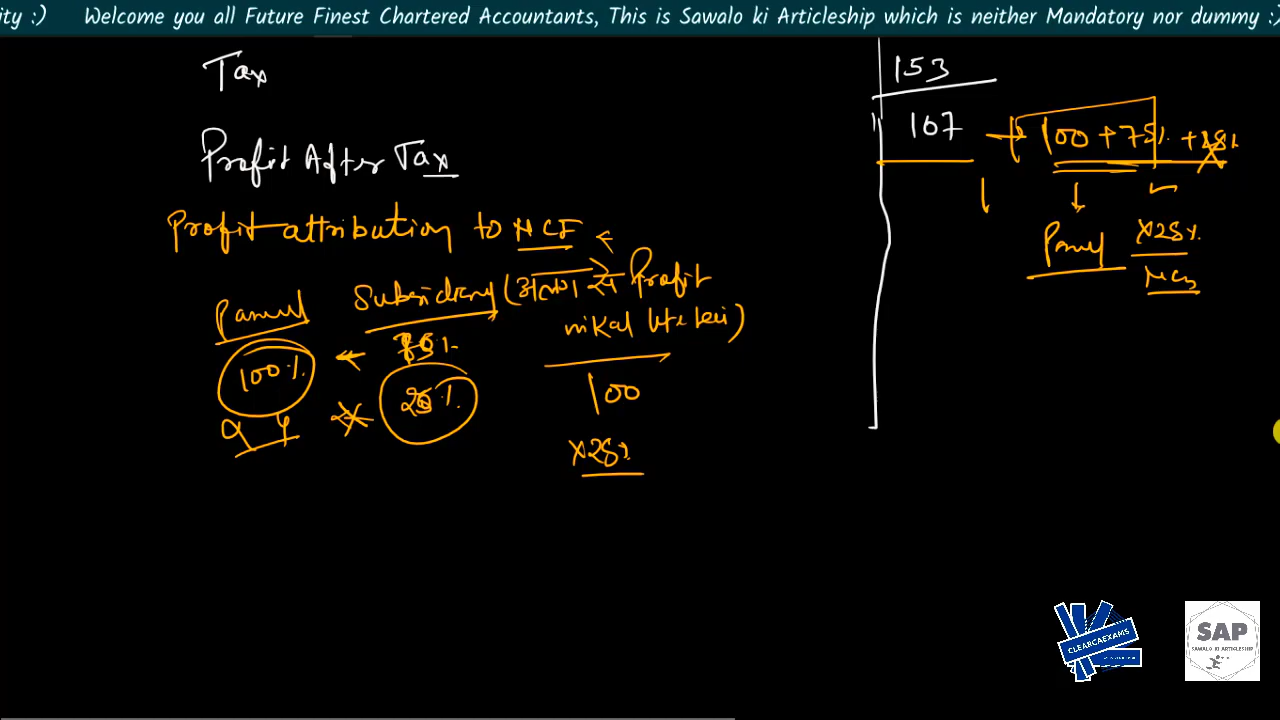 ity :) Welcome you all Future Finest Chartered Accountants, This is Sawalo ki Articleship which is neither Mandatory nor dummy :)
Tax
153
107 → 100 + 75% + 25%
Profit After Tax
Profit attribution to NCI
Parent ×25%
NCI
Parent Subsidiary ( से Profit
nikal lete hai)
100% 75%
25%
100
×25%
CLEARCAEXAMS
SAP
SAWALO KI ARTICLESHIP